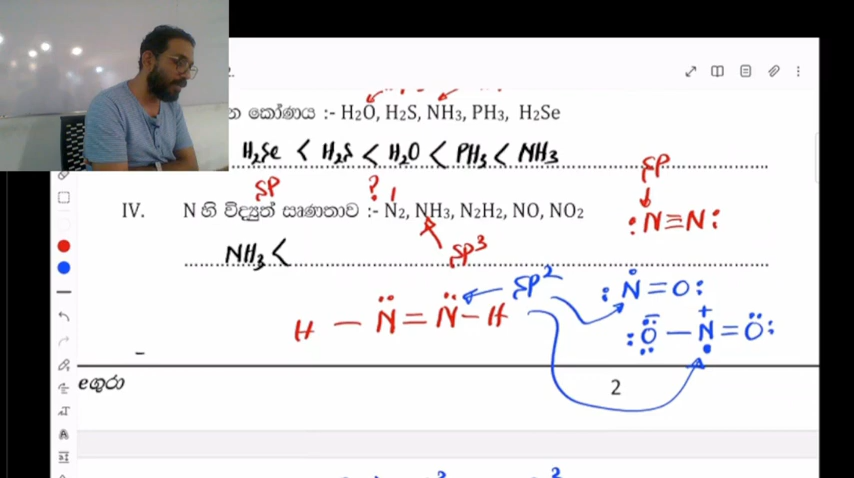 න කෝණය :- H2O, H2S, NH3, PH3, H2Se
H2Se < H2S < H2O < PH3 < NH3
SP ? SP
IV. N හි විද්‍යුත් සෘණතාව :- N2, NH3, N2H2, NO, NO2
:N≡N:
NH3 < SP3
SP2
H – N = N – H
:N = O:
:O – N + = O:
eගුරා 2